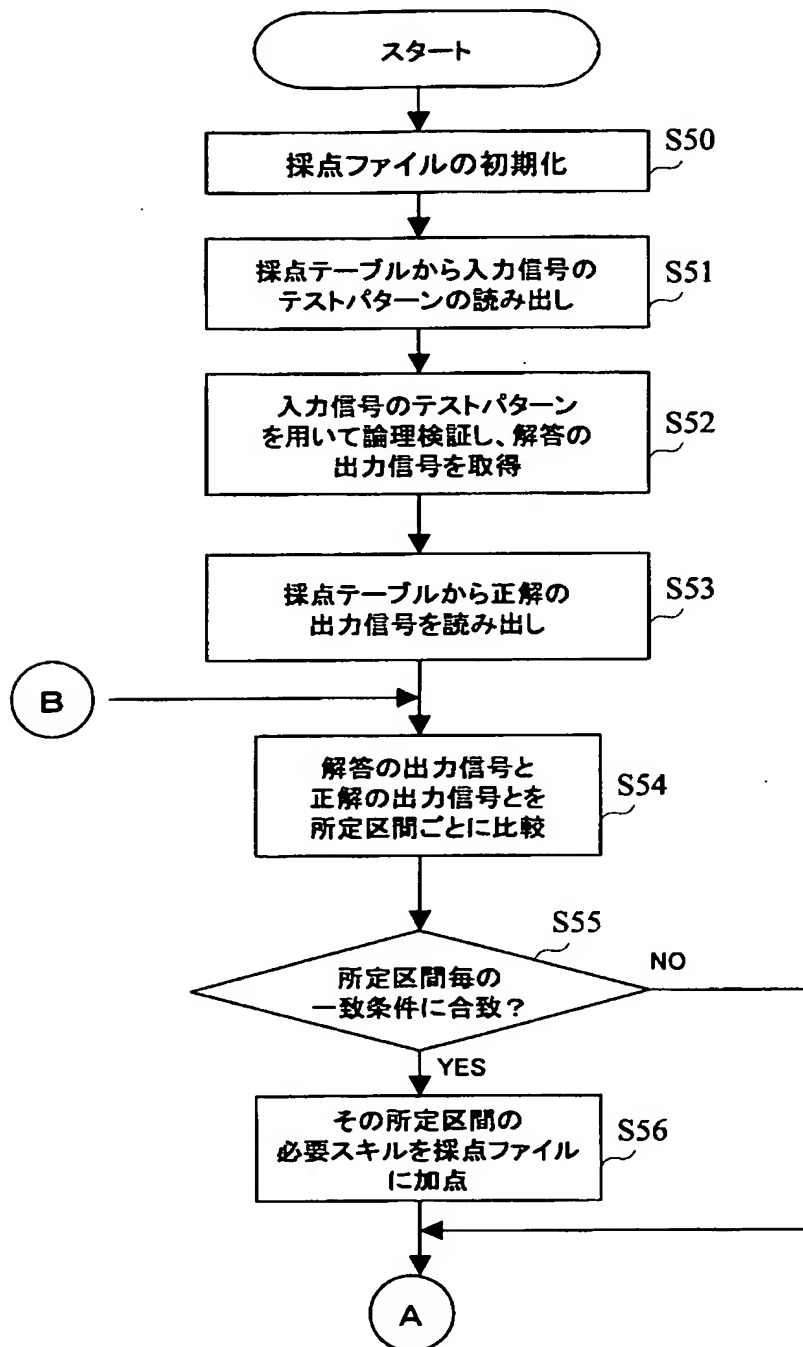 スタート
S50
採点ファイルの初期化
S51
採点テーブルから入力信号の
テストパターンの読み出し
S52
入力信号のテストパターン
を用いて論理検証し、解答の
出力信号を取得
S53
採点テーブルから正解の
出力信号を読み出し
B
S54
解答の出力信号と
正解の出力信号とを
所定区間ごとに比較
S55
所定区間毎の
一致条件に合致?
NO
YES
S56
その所定区間の
必要スキルを採点ファイル
に加点
A